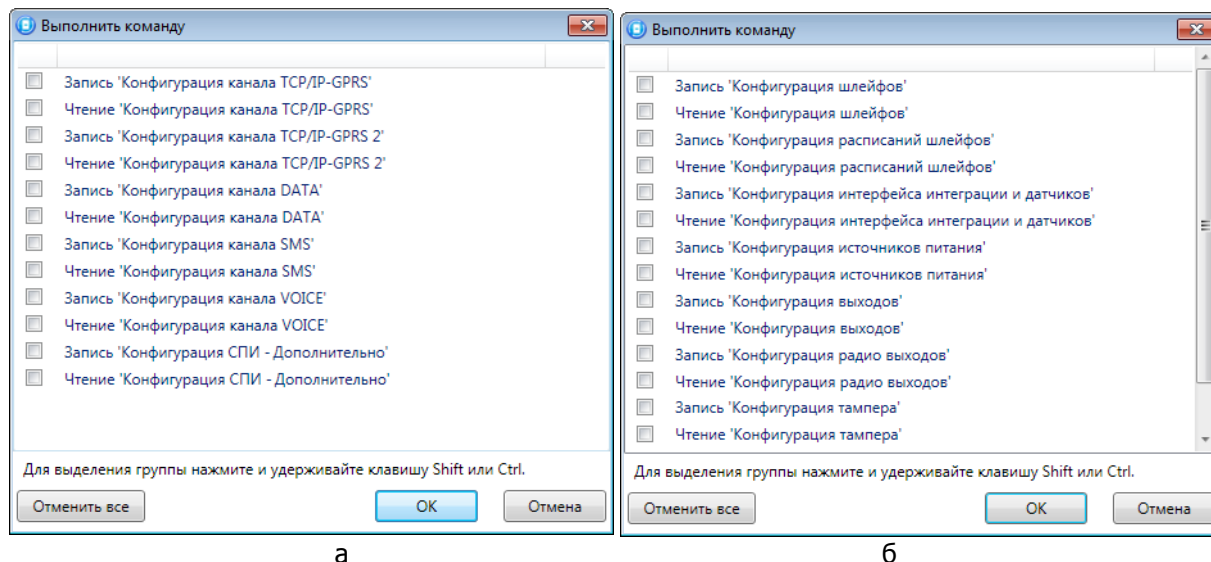 Выполнить команду
Запись 'Конфигурация канала TCP/IP-GPRS'
Чтение 'Конфигурация канала TCP/IP-GPRS'
Запись 'Конфигурация канала TCP/IP-GPRS 2'
Чтение 'Конфигурация канала TCP/IP-GPRS 2'
Запись 'Конфигурация канала DATA'
Чтение 'Конфигурация канала DATA'
Запись 'Конфигурация канала SMS'
Чтение 'Конфигурация канала SMS'
Запись 'Конфигурация канала VOICE'
Чтение 'Конфигурация канала VOICE'
Запись 'Конфигурация СПИ - Дополнительно'
Чтение 'Конфигурация СПИ - Дополнительно'
Для выделения группы нажмите и удерживайте клавишу Shift или Ctrl.
Отменить все
OK
Отмена
а
Выполнить команду
Запись 'Конфигурация шлейфов'
Чтение 'Конфигурация шлейфов'
Запись 'Конфигурация расписаний шлейфов'
Чтение 'Конфигурация расписаний шлейфов'
Запись 'Конфигурация интерфейса интеграции и датчиков'
Чтение 'Конфигурация интерфейса интеграции и датчиков'
Запись 'Конфигурация источников питания'
Чтение 'Конфигурация источников питания'
Запись 'Конфигурация выходов'
Чтение 'Конфигурация выходов'
Запись 'Конфигурация радио выходов'
Чтение 'Конфигурация радио выходов'
Запись 'Конфигурация тампера'
Чтение 'Конфигурация тампера'
Для выделения группы нажмите и удерживайте клавишу Shift или Ctrl.
Отменить все
OK
Отмена
б